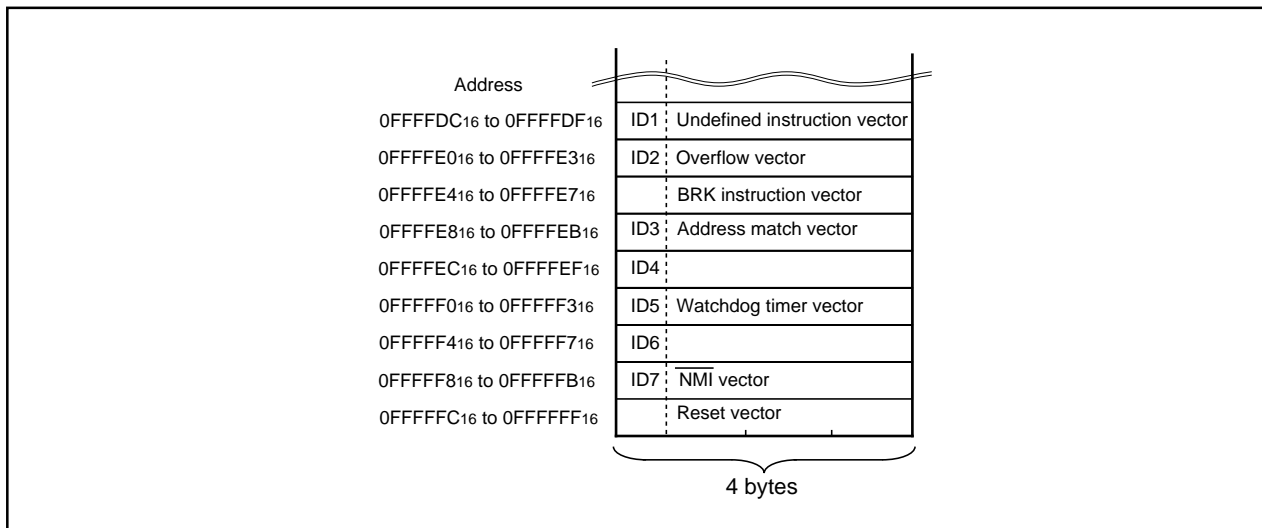 Address
0FFFFDC16 to 0FFFFDF16 ID1 Undefined instruction vector
0FFFFE016 to 0FFFFE316 ID2 Overflow vector
0FFFFE416 to 0FFFFE716 BRK instruction vector
0FFFFE816 to 0FFFFEB16 ID3 Address match vector
0FFFFEC16 to 0FFFFEF16 ID4
0FFFFF016 to 0FFFFF316 ID5 Watchdog timer vector
0FFFFF416 to 0FFFFF716 ID6
0FFFFF816 to 0FFFFFB16 ID7 N̅M̅I̅ vector
0FFFFFC16 to 0FFFFFF16 Reset vector
4 bytes